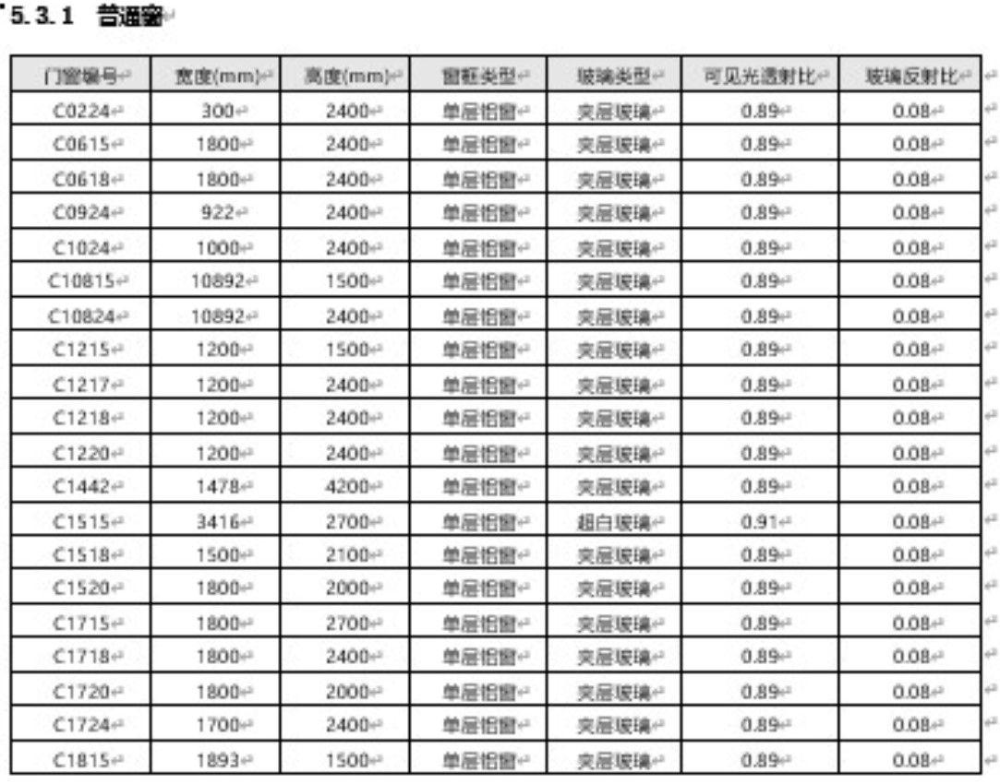 5.3.1 普通窗
门窗编号 宽度(mm) 高度(mm) 窗框类型 玻璃类型 可见光透射比 玻璃反射比
C0224 300 2400 单层铝窗 夹层玻璃 0.89 0.08
C0615 1800 2400 单层铝窗 夹层玻璃 0.89 0.08
C0618 1800 2400 单层铝窗 夹层玻璃 0.89 0.08
C0924 922 2400 单层铝窗 夹层玻璃 0.89 0.08
C1024 1000 2400 单层铝窗 夹层玻璃 0.89 0.08
C10815 10892 1500 单层铝窗 夹层玻璃 0.89 0.08
C10824 10892 2400 单层铝窗 夹层玻璃 0.89 0.08
C1215 1200 1500 单层铝窗 夹层玻璃 0.89 0.08
C1217 1200 2400 单层铝窗 夹层玻璃 0.89 0.08
C1218 1200 2400 单层铝窗 夹层玻璃 0.89 0.08
C1220 1200 2400 单层铝窗 夹层玻璃 0.89 0.08
C1442 1478 4200 单层铝窗 夹层玻璃 0.89 0.08
C1515 3416 2700 单层铝窗 超白玻璃 0.91 0.08
C1518 1500 2100 单层铝窗 夹层玻璃 0.89 0.08
C1520 1800 2000 单层铝窗 夹层玻璃 0.89 0.08
C1715 1800 2700 单层铝窗 夹层玻璃 0.89 0.08
C1718 1800 2400 单层铝窗 夹层玻璃 0.89 0.08
C1720 1800 2000 单层铝窗 夹层玻璃 0.89 0.08
C1724 1700 2400 单层铝窗 夹层玻璃 0.89 0.08
C1815 1893 1500 单层铝窗 夹层玻璃 0.89 0.08